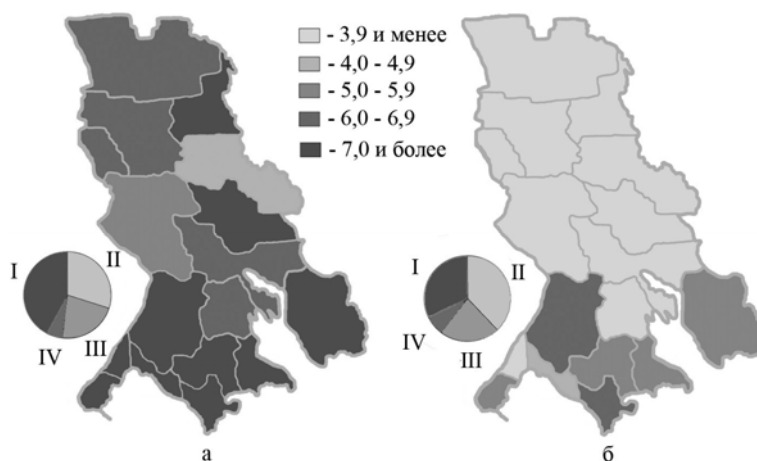 - 3,9 и менее
- 4,0 - 4,9
- 5,0 - 5,9
- 6,0 - 6,9
- 7,0 и более
I
II
III
IV
а
I
II
III
IV
б